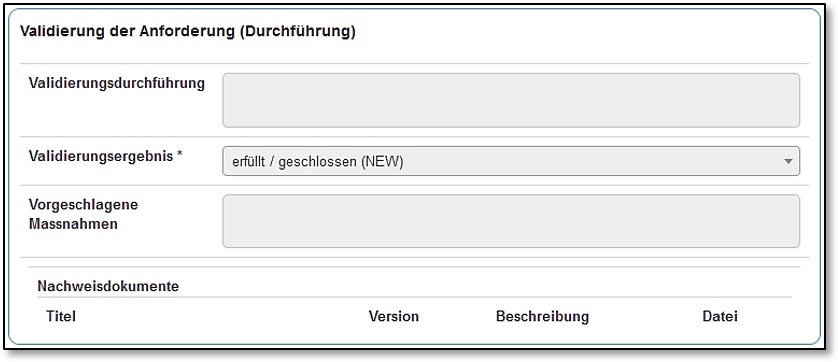 Validierung der Anforderung (Durchführung)
Validierungsdurchführung
Validierungsergebnis *
erfüllt / geschlossen (NEW)
Vorgeschlagene
Massnahmen
Nachweisdokumente
Titel Version Beschreibung Datei